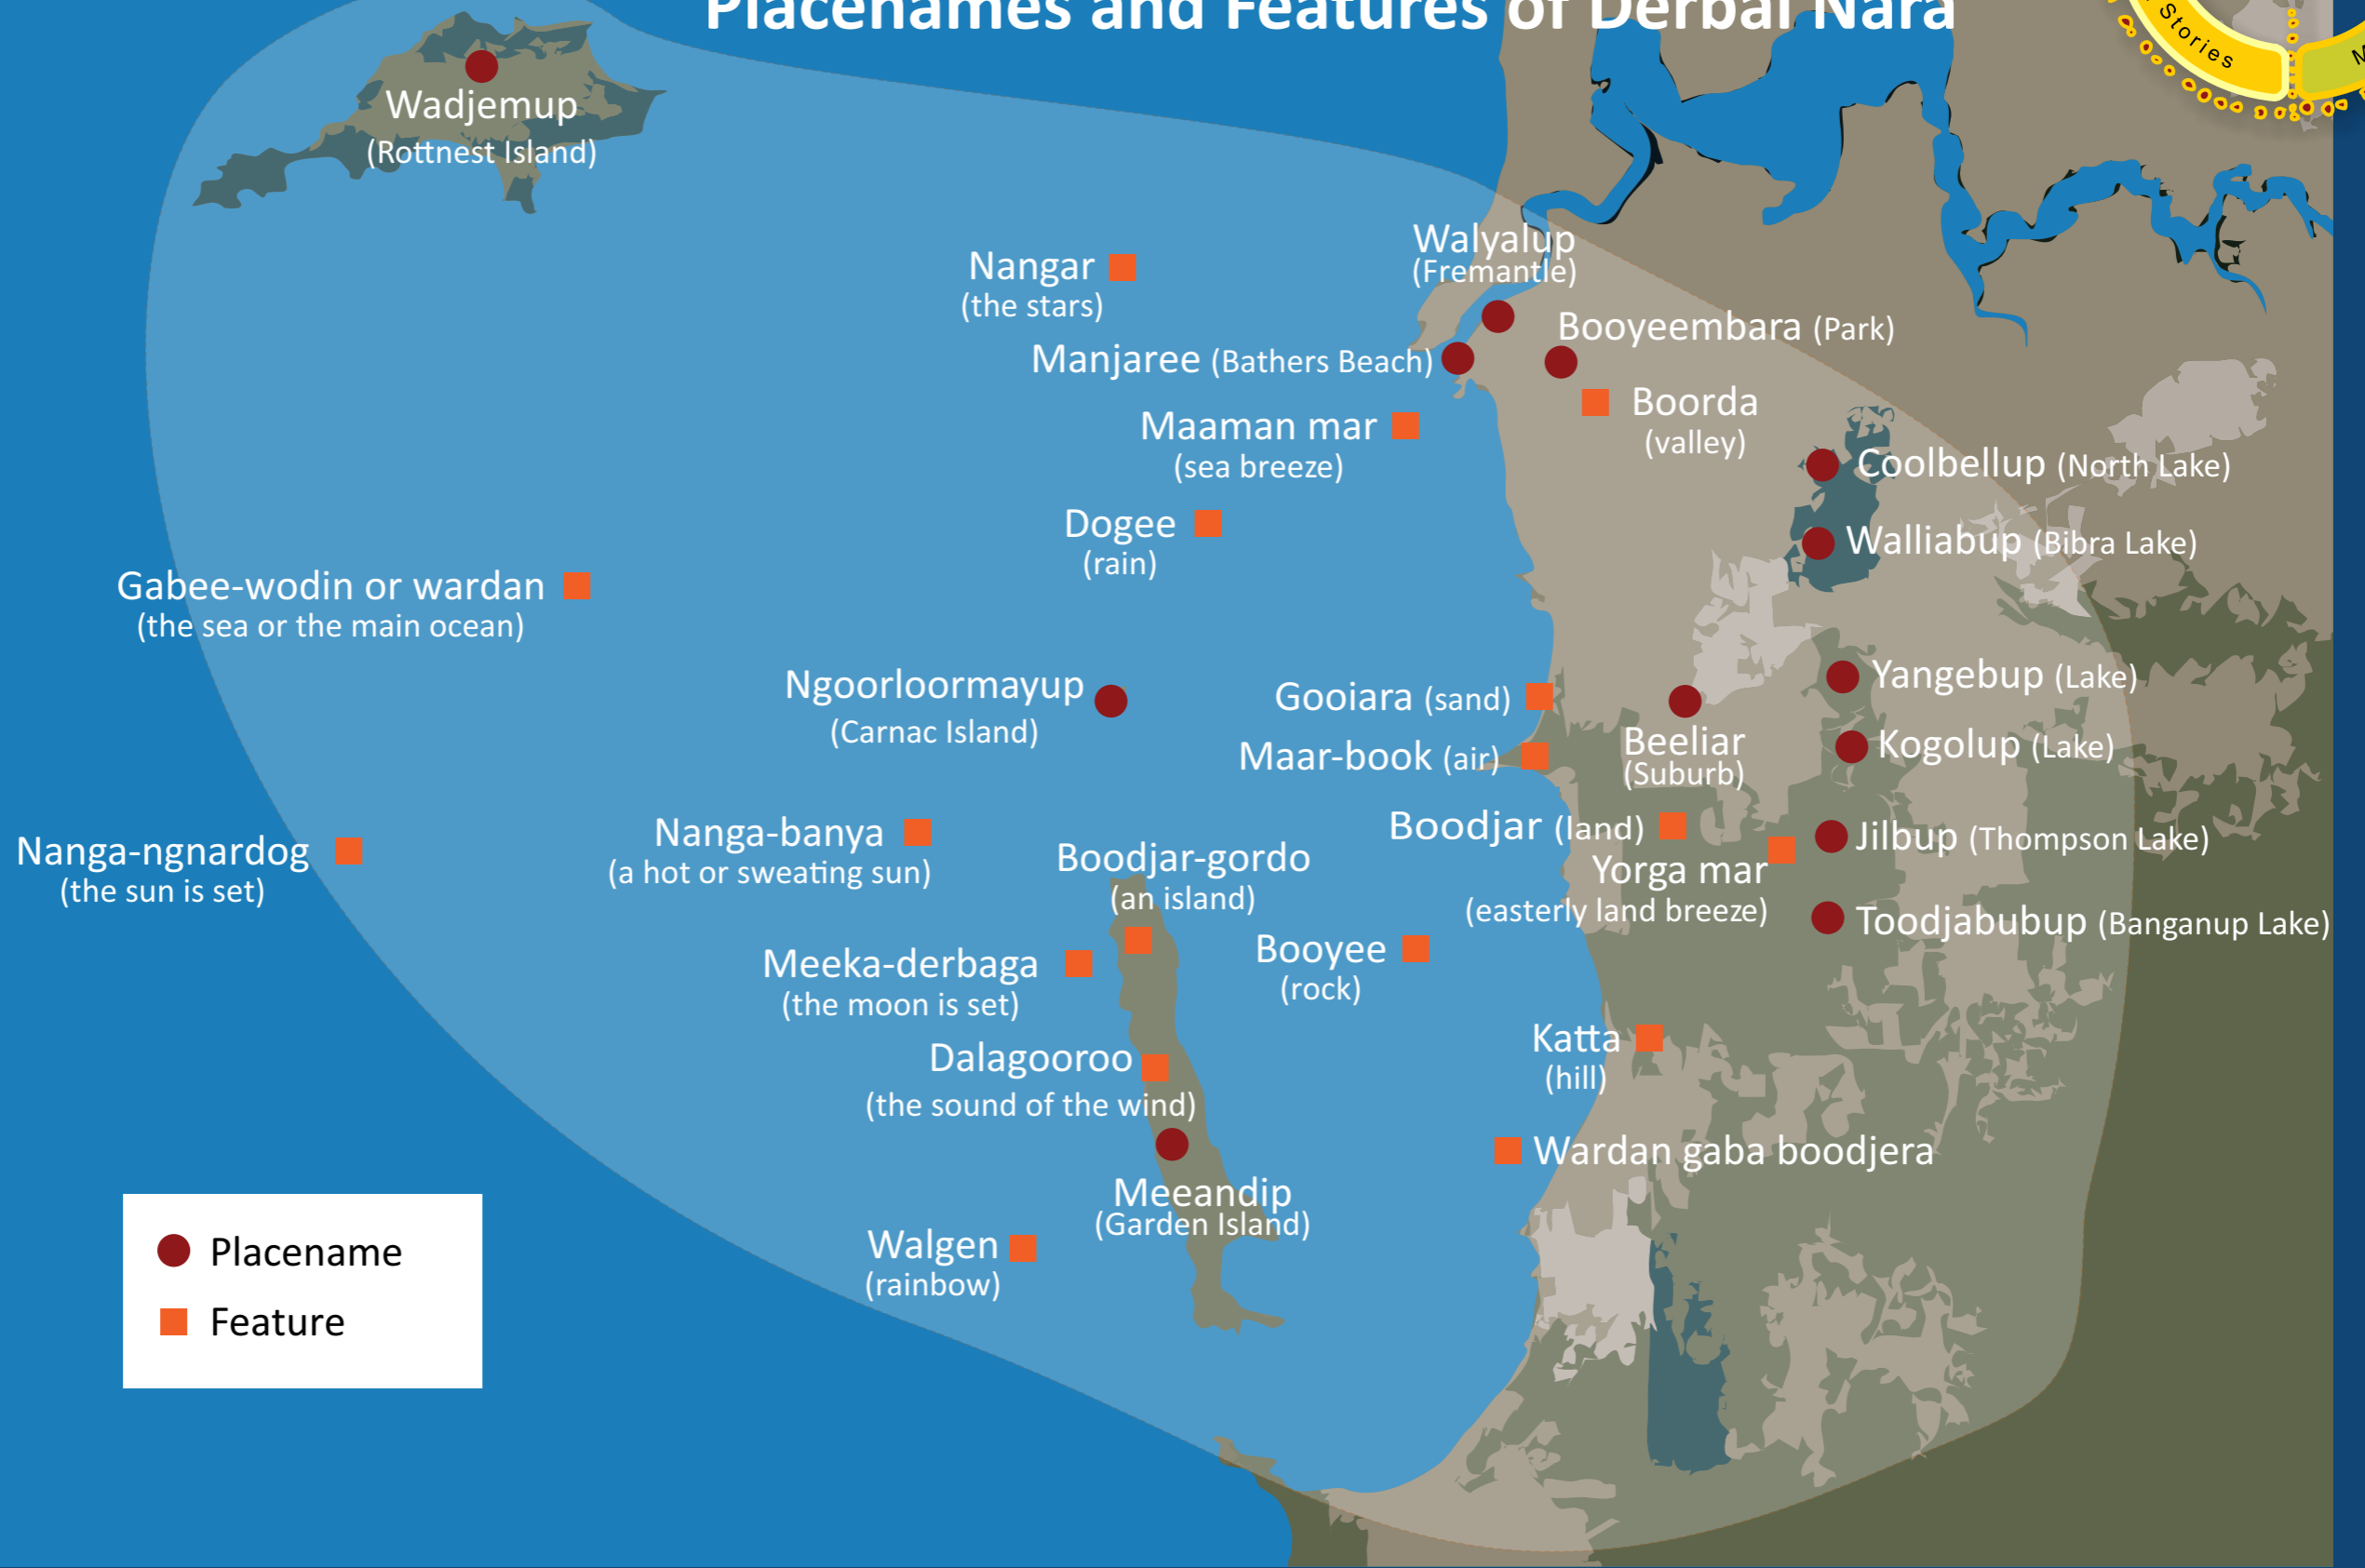 Placenames and Features of Derbal Nara
Stories
Wadjemup
(Rottnest Island)
Walyalup
(Fremantle)
Nangar
(the stars)
Booyeembara (Park)
Manjaree (Bathers Beach)
Boorda
(valley)
Maaman mar
(sea breeze)
Coolbellup (North Lake)
Dogee
(rain)
Walliabup (Bibra Lake)
Gabee-wodin or wardan
(the sea or the main ocean)
Ngoorloormayup
(Carnac Island)
Gooiara (sand)
Yangebup (Lake)
Maar-book (air)
Beeliar
(Suburb)
Kogolup (Lake)
Nanga-ngnardog
(the sun is set)
Nanga-banya
(a hot or sweating sun)
Boodjar-gordo
(an island)
Boodjar (land)
Jilbup (Thompson Lake)
Yorga mar
(easterly land breeze)
Toodjabubup (Banganup Lake)
Meeka-derbaga
(the moon is set)
Booyee
(rock)
Dalagooroo
(the sound of the wind)
Katta
(hill)
Wardan gaba boodjera
Meeandip
(Garden Island)
Walgen
(rainbow)
Placename
Feature